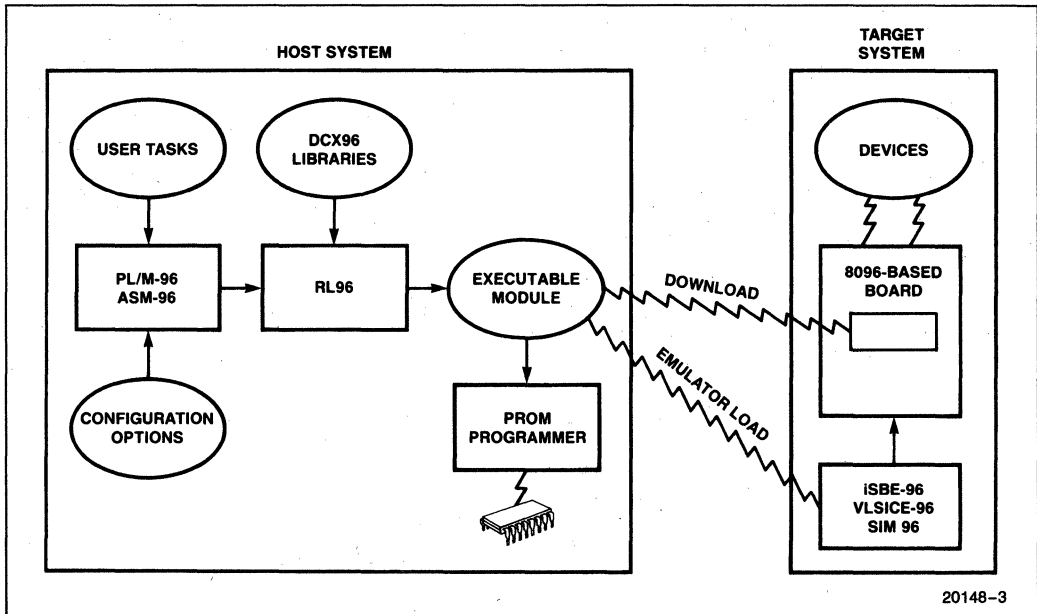 HOST SYSTEM
TARGET
SYSTEM
USER TASKS
DCX96
LIBRARIES
DEVICES
PL/M-96
ASM-96
RL96
EXECUTABLE
MODULE
DOWNLOAD
8096-BASED
BOARD
EMULATOR LOAD
CONFIGURATION
OPTIONS
PROM
PROGRAMMER
iSBE-96
VLSICE-96
SIM 96
20148-3